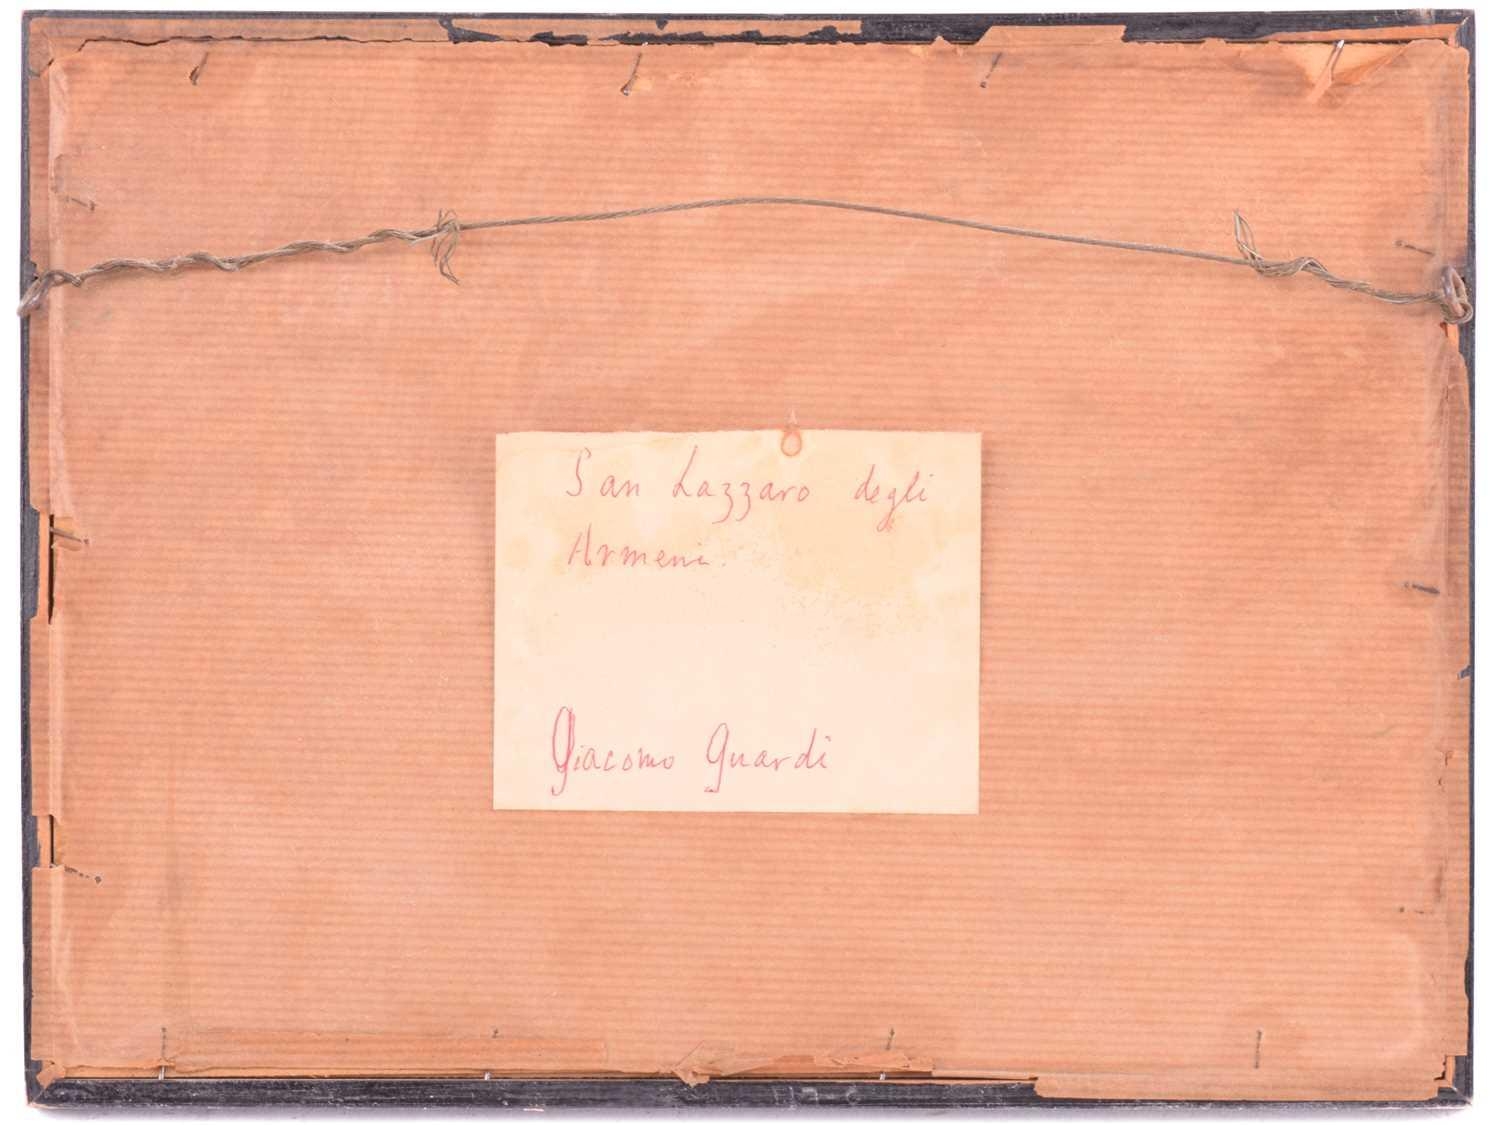 San Lazzaro degli
Armeni.
Giacomo Guardi